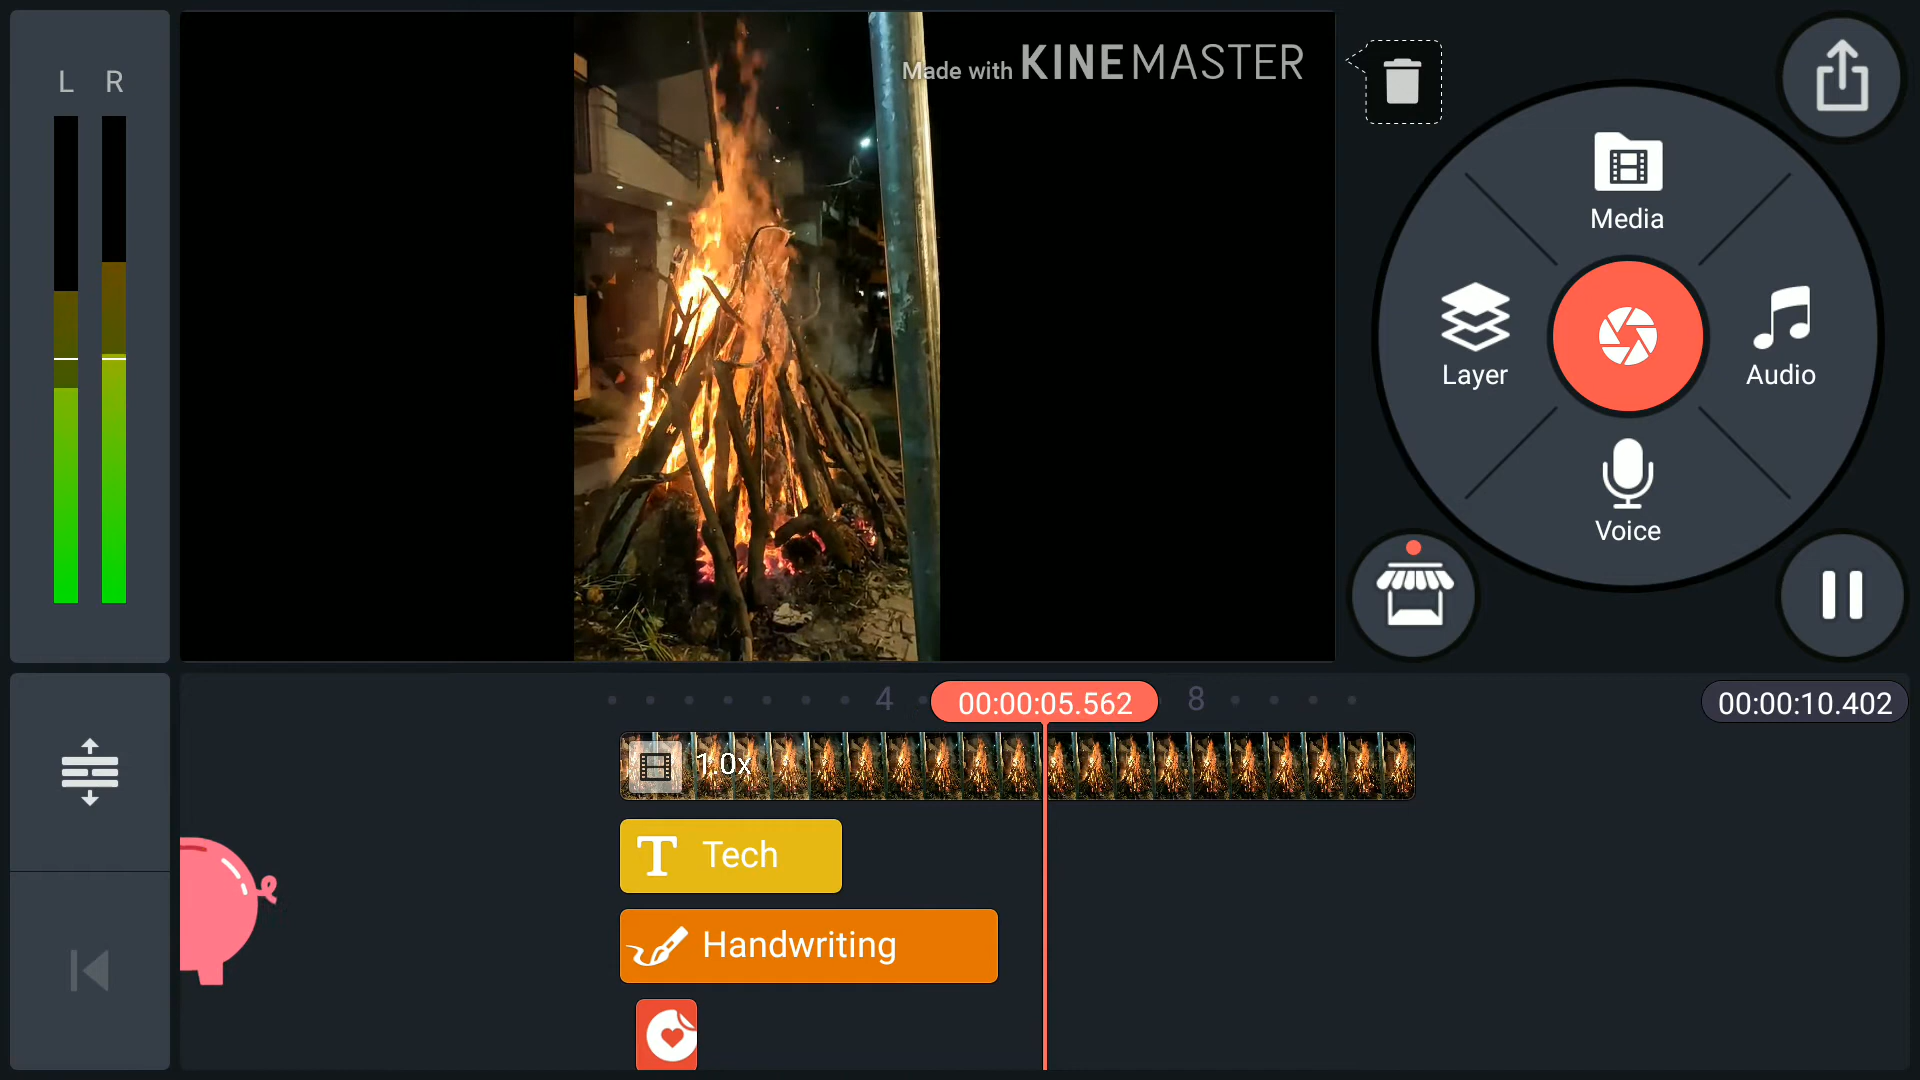 L R
Made with KINEMASTER
Media
Layer
Audio
Voice
4
00:00:05.562
8
00:00:10.402
1.0x
T Tech
Handwriting